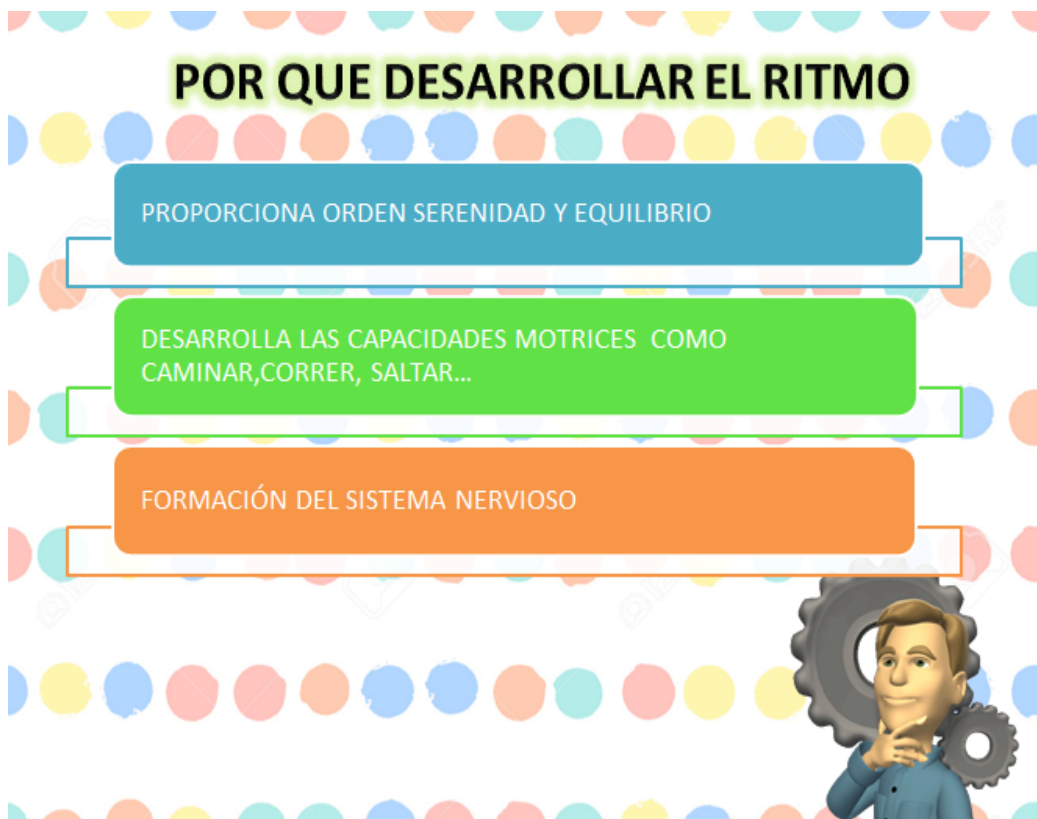 POR QUE DESARROLLAR EL RITMO
PROPORCIONA ORDEN SERENIDAD Y EQUILIBRIO
DESARROLLA LAS CAPACIDADES MOTRICES COMO
CAMINAR,CORRER, SALTAR...
FORMACIÓN DEL SISTEMA NERVIOSO